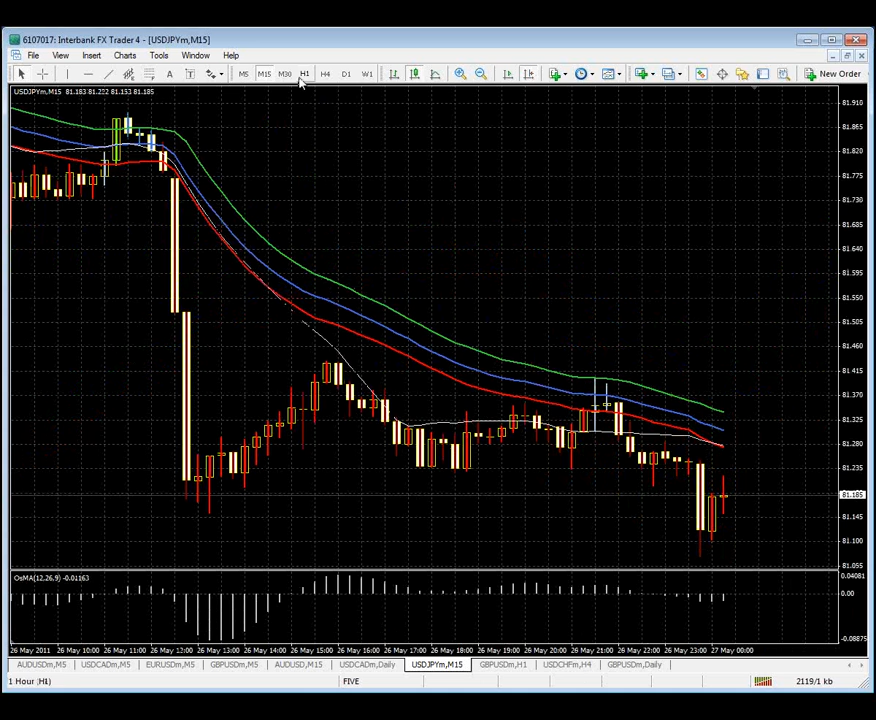 6107017: Interbank FX Trader 4 - [USDJPYm,M15]
File View Insert Charts Tools Window Help
A T M5 M15 M30 H1 H4 D1 W1 New Order
USDJPYm,M15 81.183 81.222 81.153 81.185
81.910
81.865
81.820
81.775
81.730
81.685
81.640
81.595
81.550
81.505
81.460
81.415
81.370
81.325
81.280
81.235
81.185
81.145
81.100
81.055
OsMA(12,26,9) -0.01163
0.04081
0.00
-0.08875
26 May 2011 26 May 10:00 26 May 11:00 26 May 12:00 26 May 13:00 26 May 14:00 26 May 15:00 26 May 16:00 26 May 17:00 26 May 18:00 26 May 19:00 26 May 20:00 26 May 21:00 26 May 22:00 26 May 23:00 27 May 00:00
AUDUSDm,M5 USDCADm,M5 EURUSDm,M5 GBPUSDm,M5 AUDUSD,M15 USDCADm,Daily USDJPYm,M15 GBPUSDm,H1 USDCHFm,H4 GBPUSDm,Daily
1 Hour (H1) FIVE 2119/1 kb